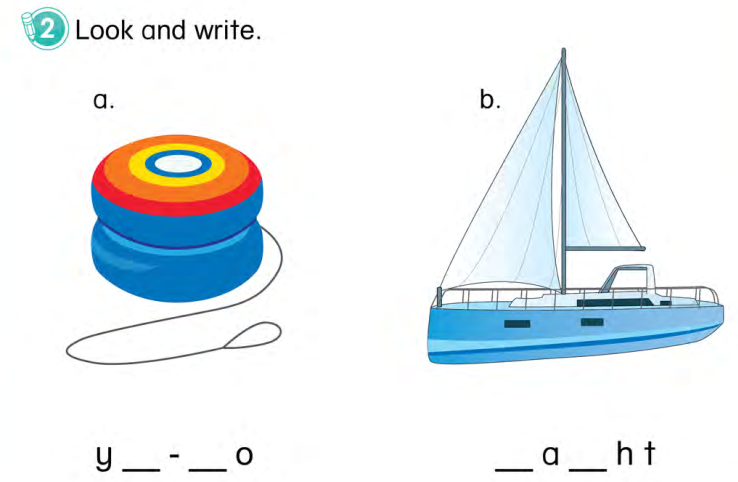 2 Look and write.
a.
b.
y __ - __ o
__ a __ h t